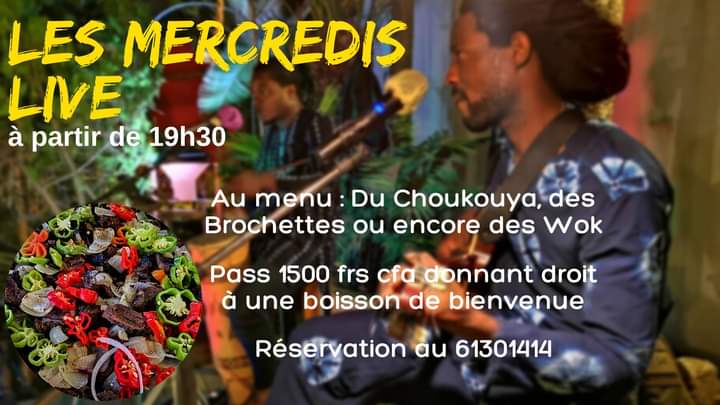 LES MERCREDIS
LIVE
à partir de 19h30
Au menu : Du Choukouya, des
Brochettes ou encore des Wok
Pass 1500 frs cfa donnant droit
à une boisson de bienvenue
Réservation au 61301414